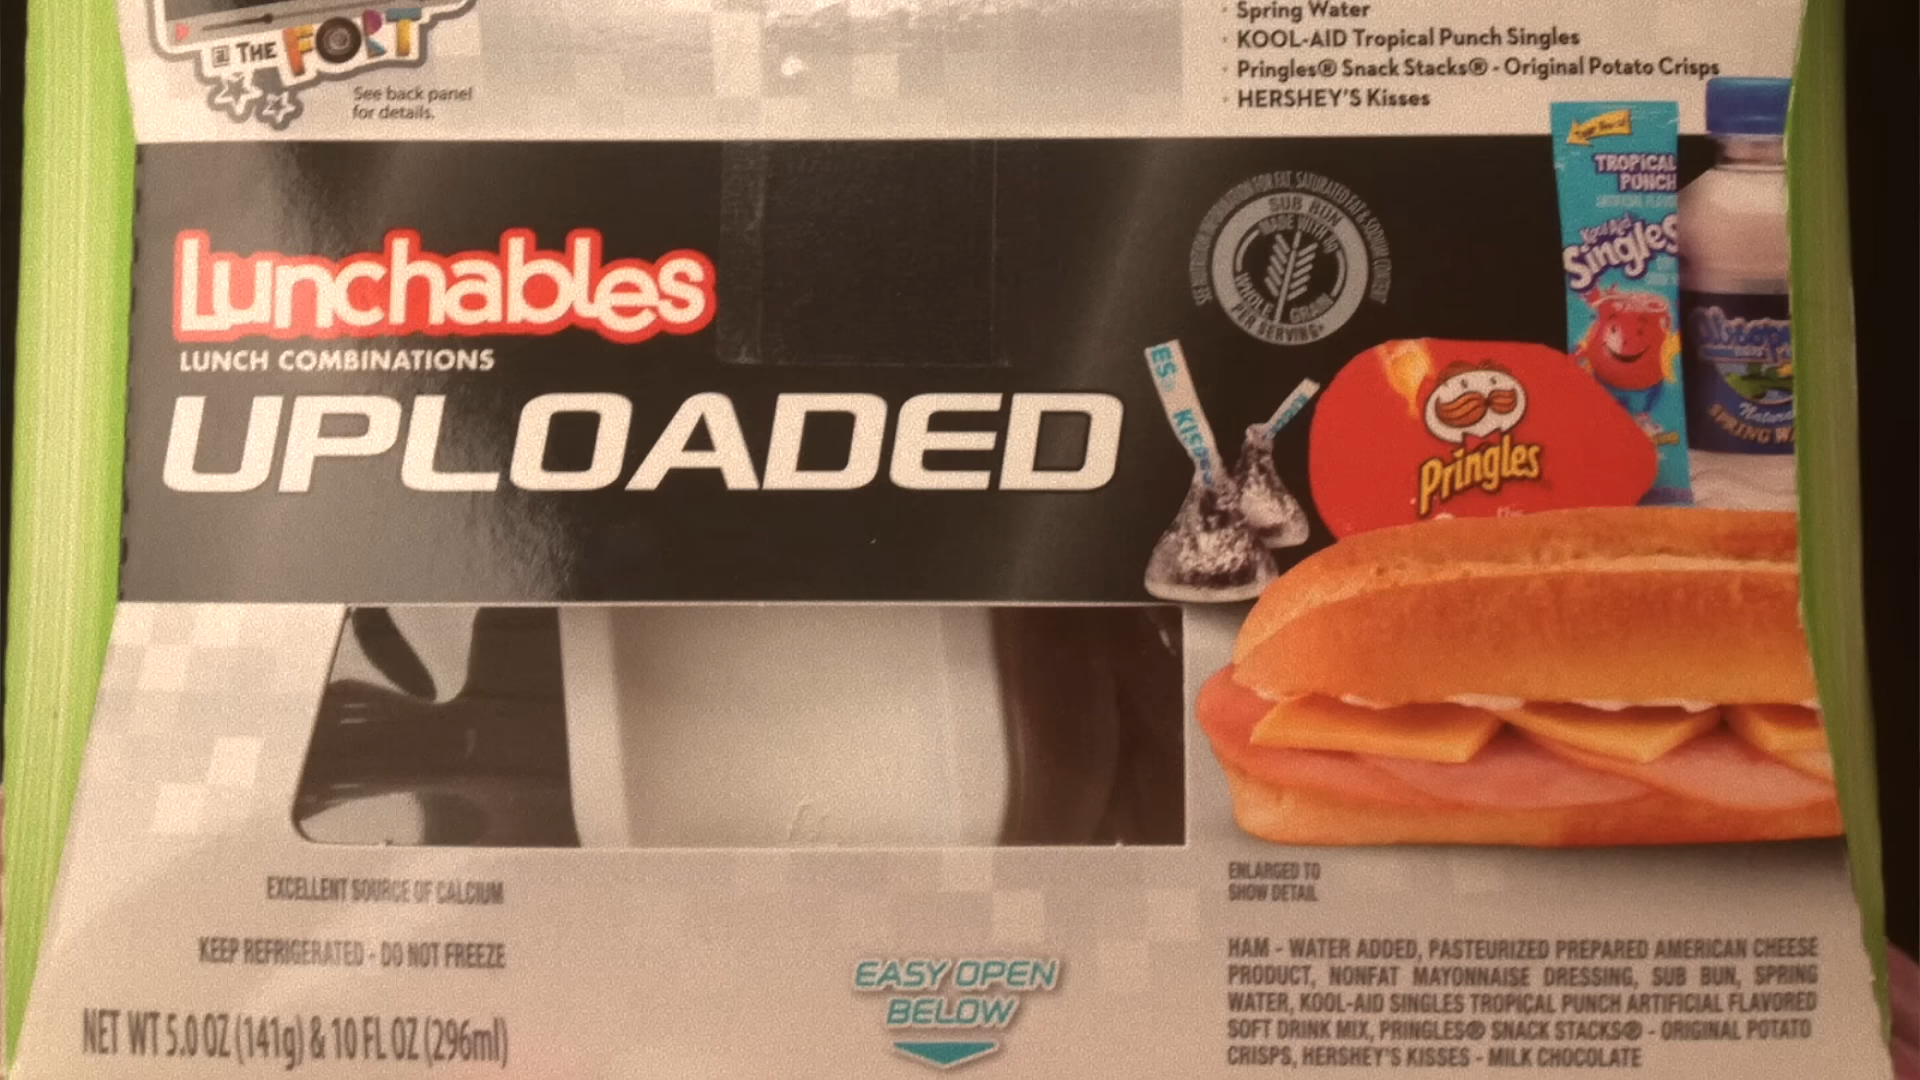 @ THE FORT
See back panel
for details.
Spring Water
KOOL-AID Tropical Punch Singles
Pringles® Snack Stacks® - Original Potato Crisps
HERSHEY'S Kisses
Lunchables
LUNCH COMBINATIONS
UPLOADED
SUB BUN
MADE WITH
WHOLE GRAIN
PER SERVING
TROPICAL
PUNCH
Kool-Aid
Singles
KISSES
Pringles
SPRING
EXCELLENT SOURCE OF CALCIUM
KEEP REFRIGERATED - DO NOT FREEZE
NET WT 5.0 OZ (141g) & 10 FL OZ (296ml)
EASY OPEN
BELOW
ENLARGED TO
SHOW DETAIL
HAM - WATER ADDED, PASTEURIZED PREPARED AMERICAN CHEESE
PRODUCT, NONFAT MAYONNAISE DRESSING, SUB BUN, SPRING
WATER, KOOL-AID SINGLES TROPICAL PUNCH ARTIFICIAL FLAVORED
SOFT DRINK MIX, PRINGLES® SNACK STACKS® - ORIGINAL POTATO
CRISPS, HERSHEY'S KISSES - MILK CHOCOLATE